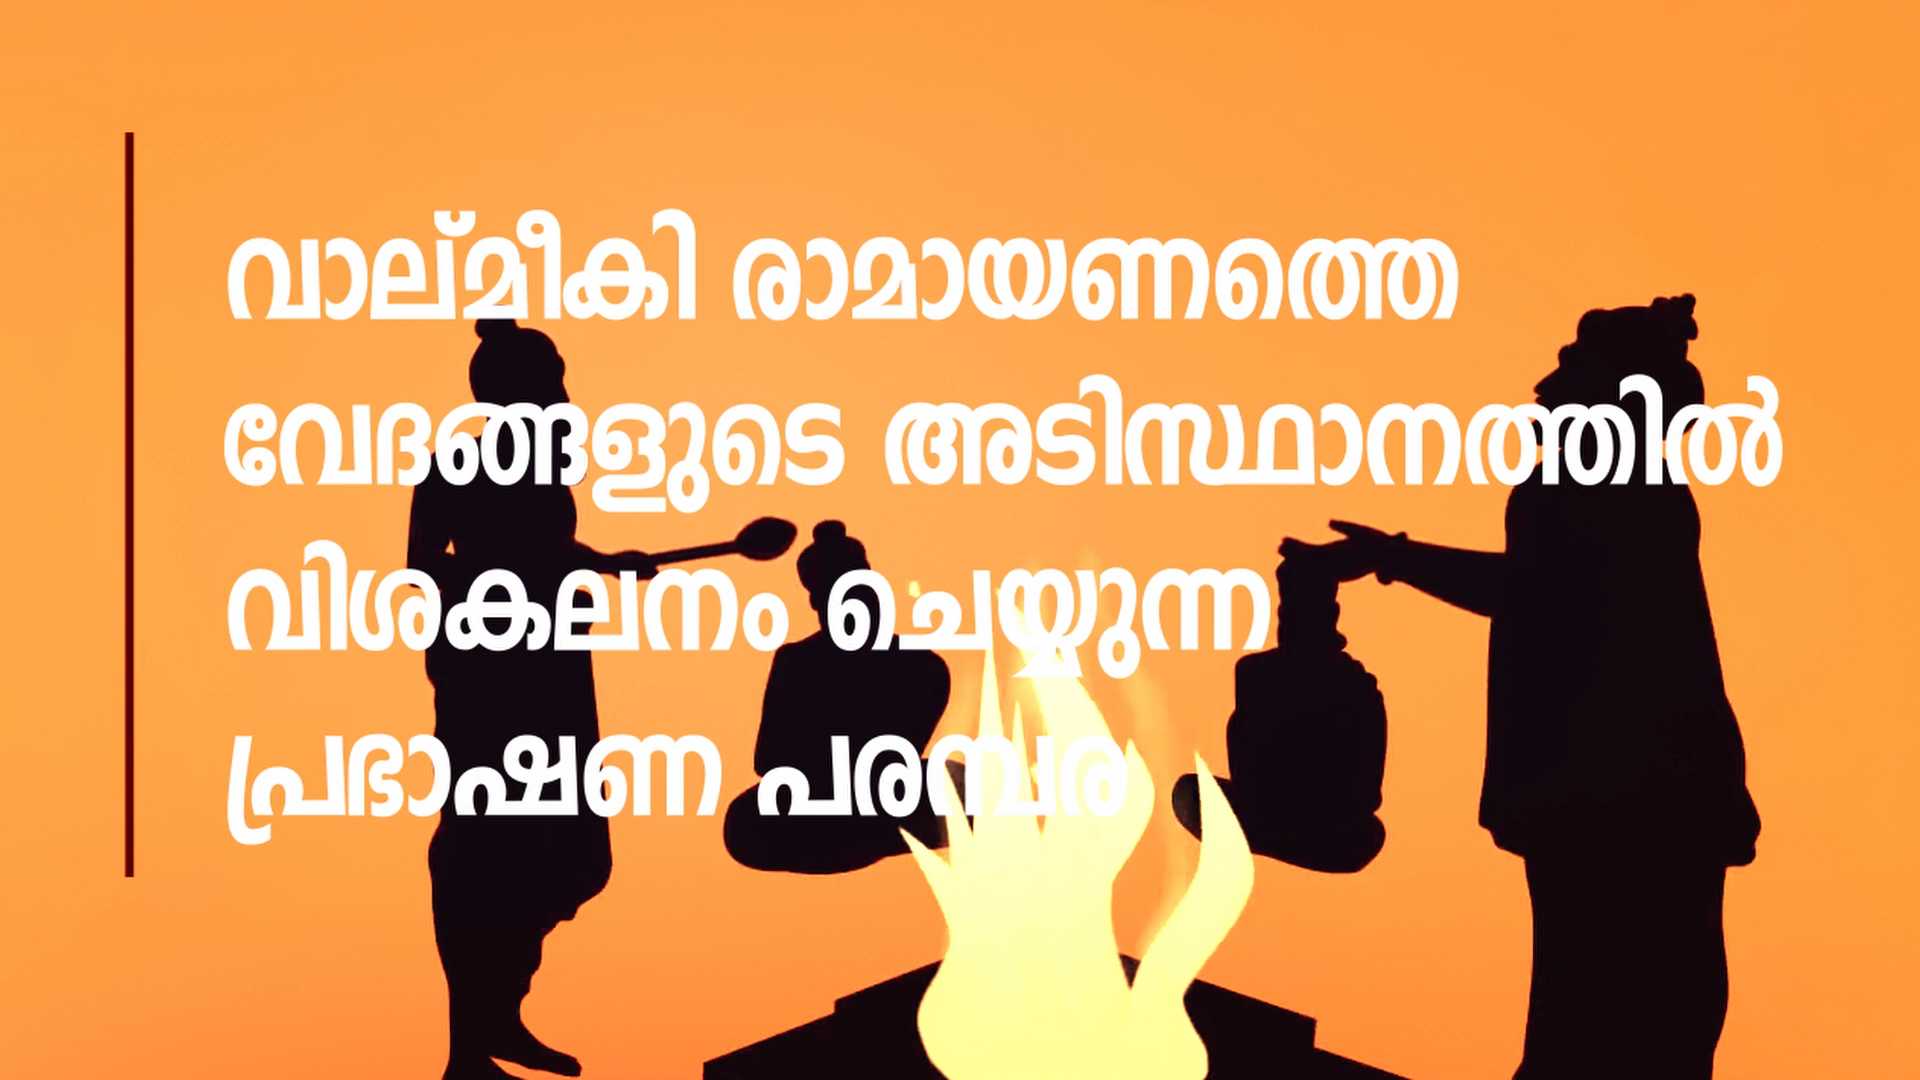 വാല്മീകി രാമായണത്തെ
വേദങ്ങളുടെ അടിസ്ഥാനത്തിൽ
വിശകലനം ചെയ്യുന്ന
പ്രഭാഷണ പരമ്പര